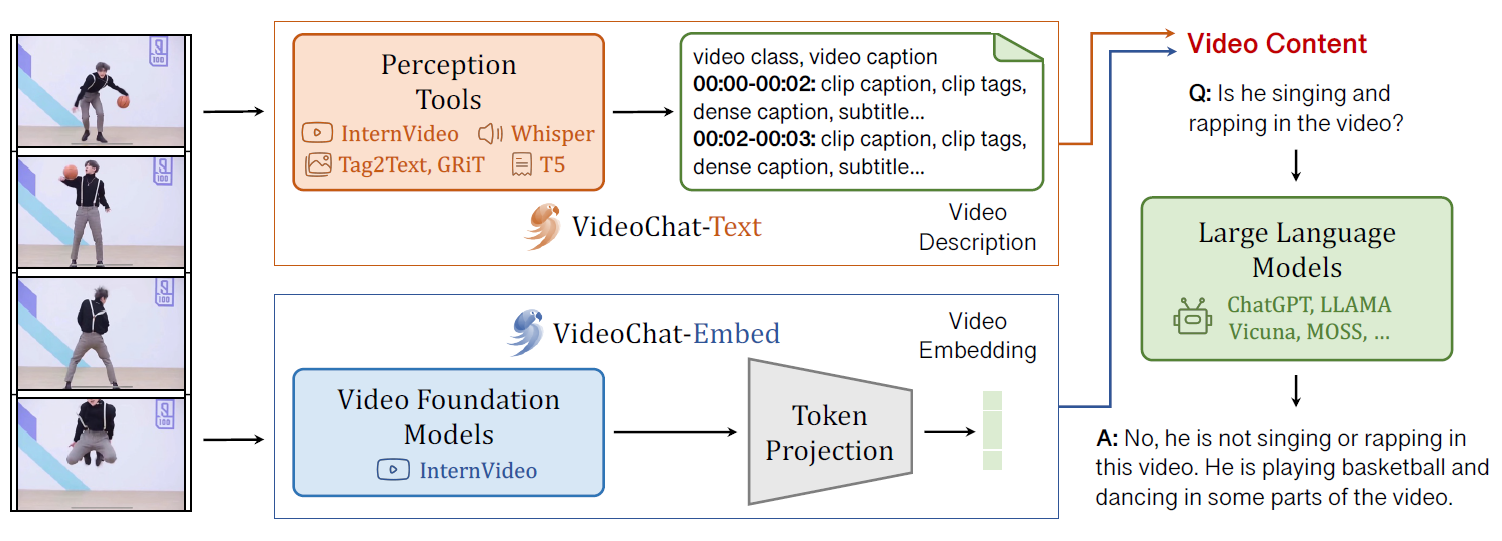 Perception
Tools
InternVideo Whisper
Tag2Text, GRiT T5
video class, video caption
00:00-00:02: clip caption, clip tags,
dense caption, subtitle...
00:02-00:03: clip caption, clip tags,
dense caption, subtitle...
VideoChat-Text
Video
Description
VideoChat-Embed
Video
Embedding
Video Foundation
Models
InternVideo
Token
Projection
Video Content
Q: Is he singing and
rapping in the video?
Large Language
Models
ChatGPT, LLAMA
Vicuna, MOSS, ...
A: No, he is not singing or rapping in
this video. He is playing basketball and
dancing in some parts of the video.